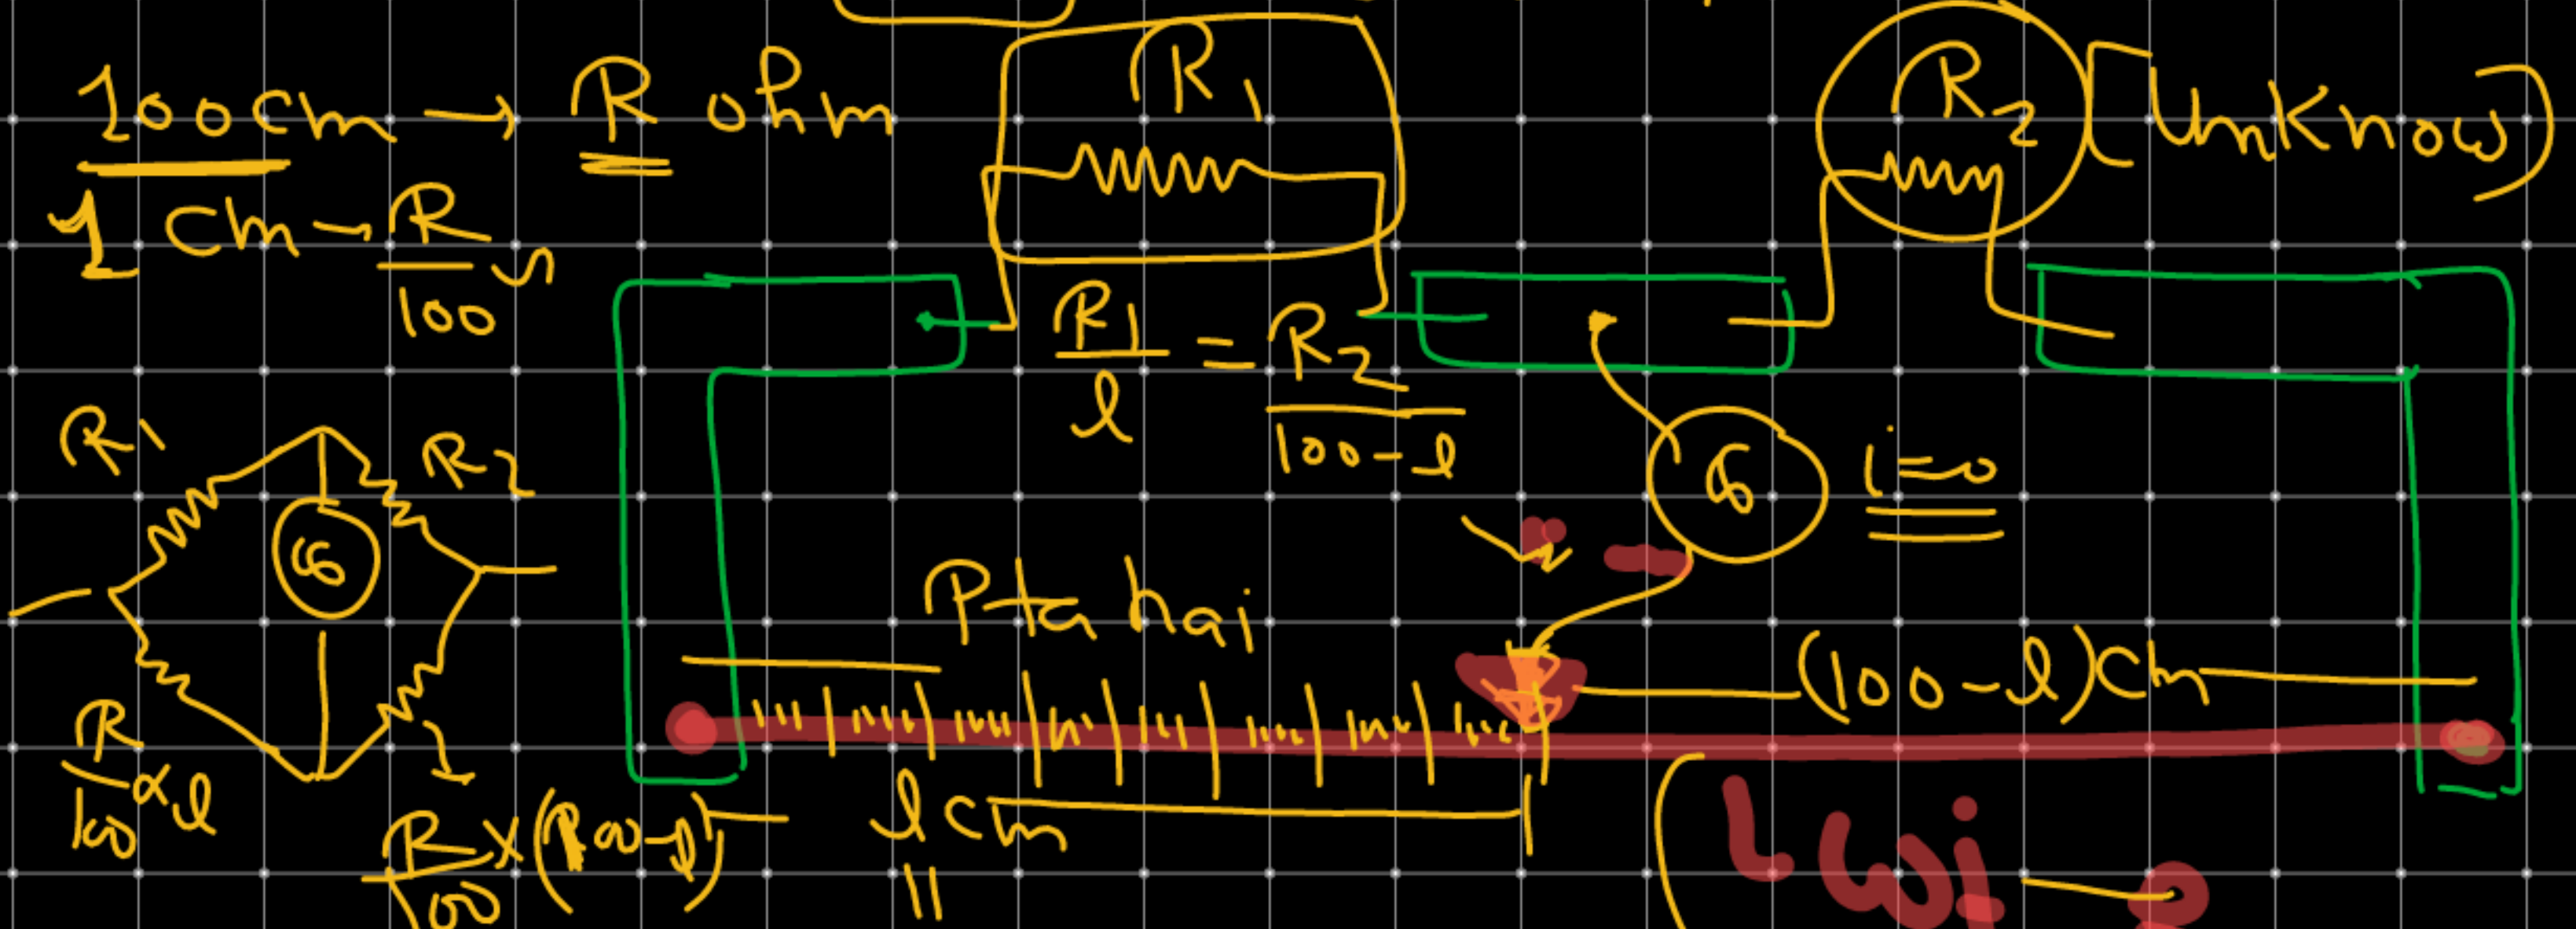 100cm → R ohm
R1
R2 [Unknow)
1 cm → R/100 Ω
R1/l = R2/100-l
R1
R2
G
G
i=0
Pta hai
(100-l)cm
R/100 x l
R/100 x (100-l)
l cm